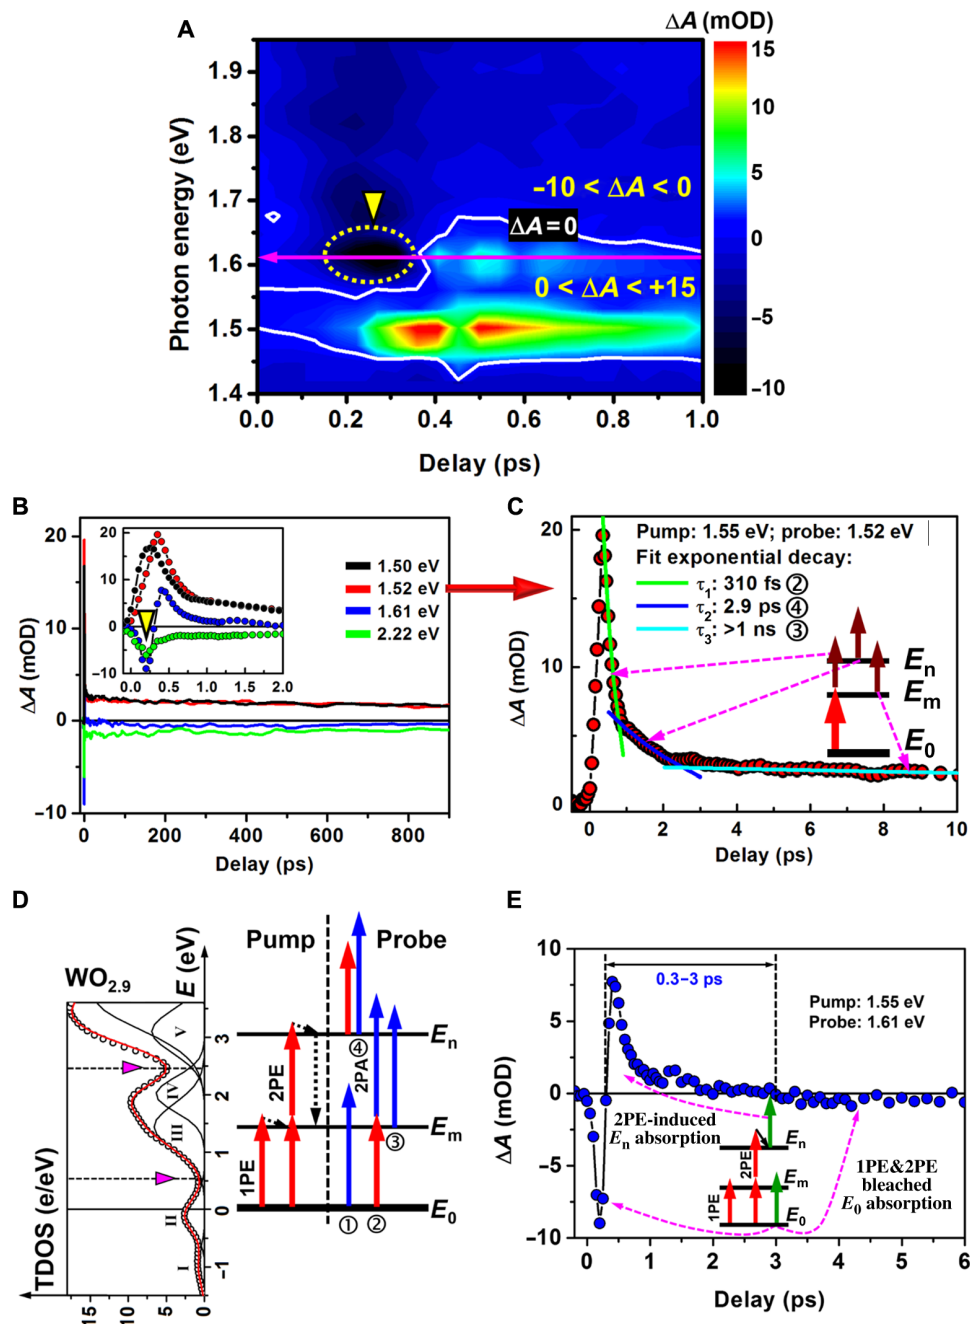 A
ΔA (mOD)
Photon energy (eV)
1.9
1.8
1.7
1.6
1.5
1.4
0.0
0.2
0.4
0.6
0.8
1.0
Delay (ps)
−10 < ΔA < 0
ΔA = 0
0 < ΔA < +15
15
10
5
0
−5
−10
B
ΔA (mOD)
20
10
0
−10
0
200
400
600
800
Delay (ps)
20
10
0
−10
0.0
0.5
1.0
1.5
2.0
1.50 eV
1.52 eV
1.61 eV
2.22 eV
C
ΔA (mOD)
20
10
0
0
2
4
6
8
10
Delay (ps)
Pump: 1.55 eV; probe: 1.52 eV
Fit exponential decay:
τ1: 310 fs ②
τ2: 2.9 ps ④
τ3: >1 ns ③
En
Em
E0
D
WO2.9
E (eV)
TDOS (e/eV)
3
2
1
0
−1
15
10
5
0
I
II
III
IV
V
Pump
Probe
1PE
2PE
2PA
①
②
③
④
En
Em
E0
E
ΔA (mOD)
10
5
0
−5
−10
0
1
2
3
4
5
6
Delay (ps)
0.3–3 ps
Pump: 1.55 eV
Probe: 1.61 eV
2PE-induced
En absorption
1PE
2PE
En
Em
E0
1PE&2PE
bleached
E0 absorption